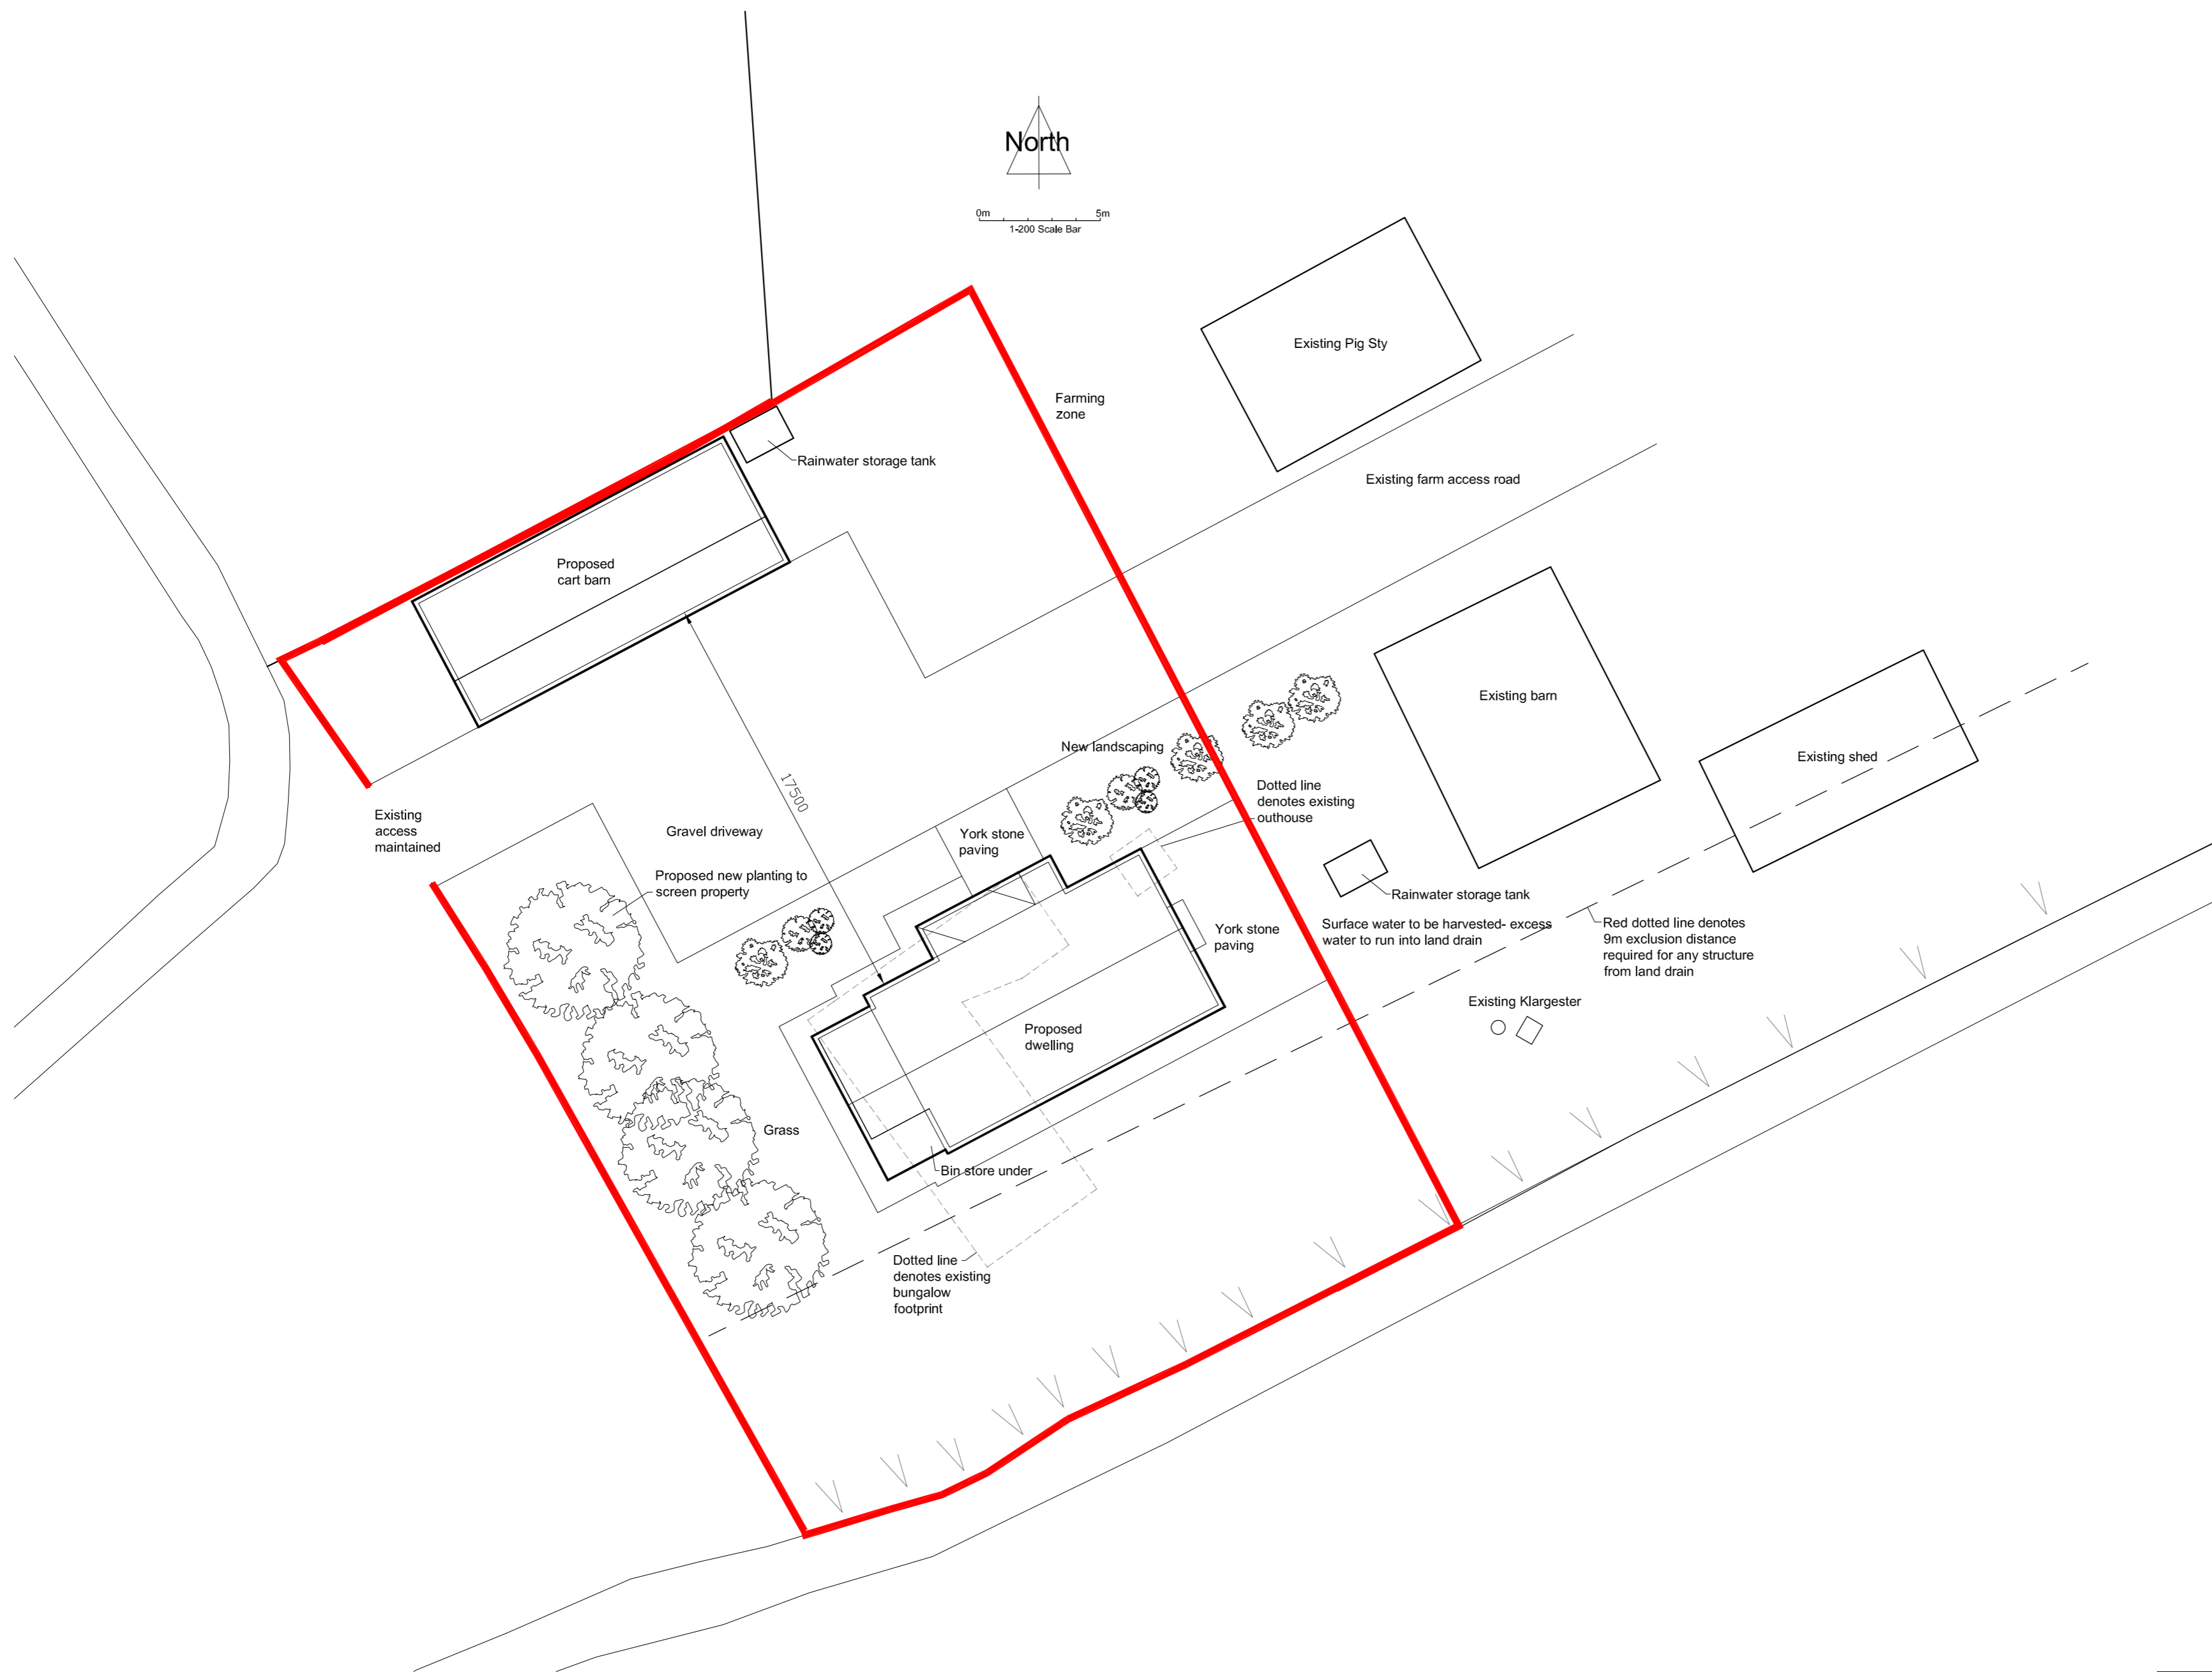 North
0m 5m
1-200 Scale Bar
Existing Pig Sty
Farming
zone
Rainwater storage tank
Existing farm access road
Proposed
cart barn
Existing barn
New landscaping
Existing shed
17500
Dotted line
denotes existing
outhouse
Existing
access
maintained
Gravel driveway
York stone
paving
Proposed new planting to
screen property
Rainwater storage tank
Surface water to be harvested- excess
water to run into land drain
Red dotted line denotes
9m exclusion distance
required for any structure
from land drain
York stone
paving
Existing Klargester
Proposed
dwelling
Grass
Bin store under
Dotted line
denotes existing
bungalow
footprint